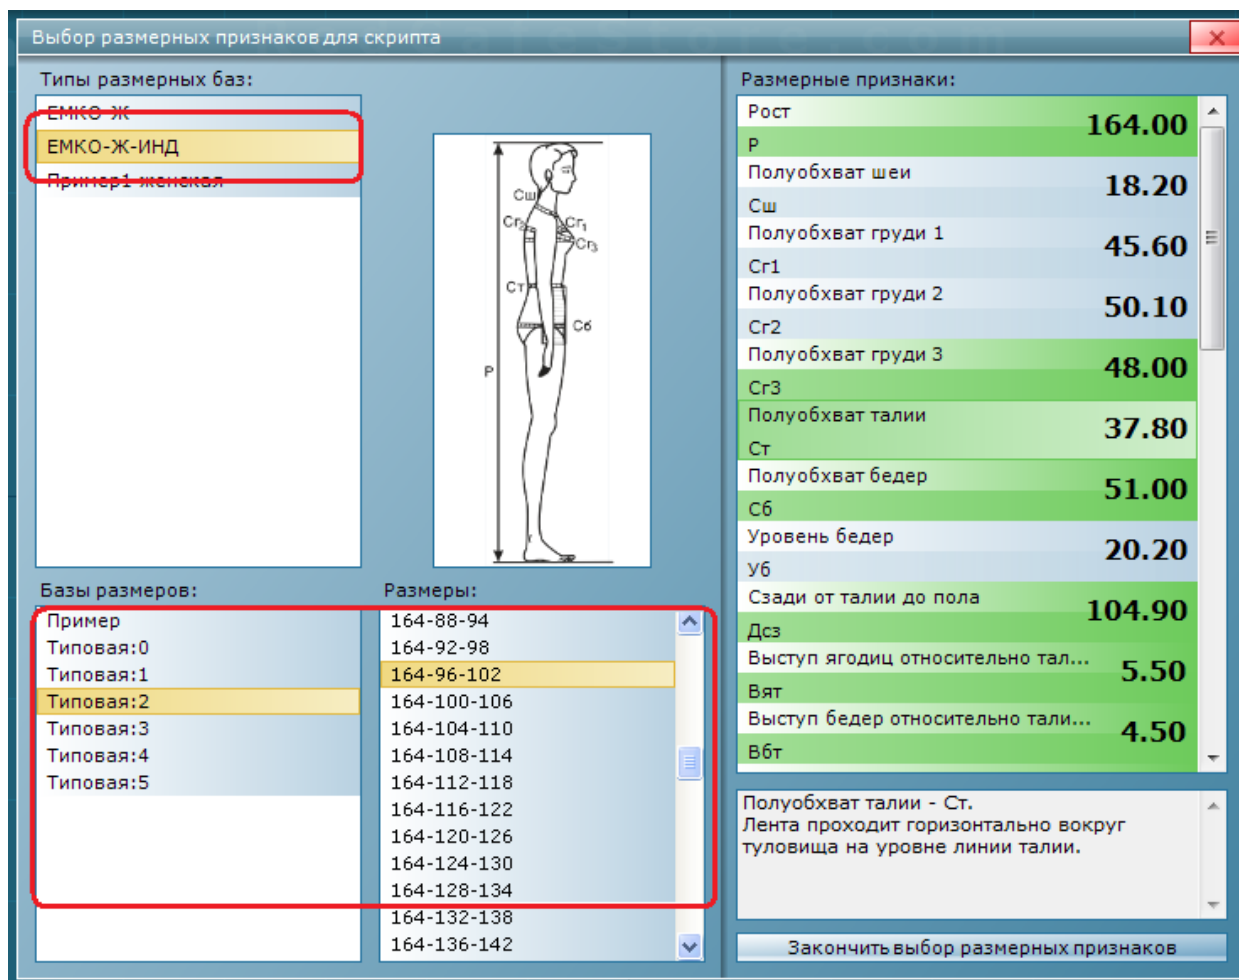 Выбор размерных признаков для скрипта
Типы размерных баз:
ЕМКО-Ж
ЕМКО-Ж-ИНД
Пример1 женская
Сш
Сг2
Сг1
Сг3
Ст
Сб
Р
Базы размеров:
Пример
Типовая:0
Типовая:1
Типовая:2
Типовая:3
Типовая:4
Типовая:5
Размеры:
164-88-94
164-92-98
164-96-102
164-100-106
164-104-110
164-108-114
164-112-118
164-116-122
164-120-126
164-124-130
164-128-134
164-132-138
164-136-142
Размерные признаки:
Рост
164.00
Р
Полуобхват шеи
18.20
Сш
Полуобхват груди 1
45.60
Сг1
Полуобхват груди 2
50.10
Сг2
Полуобхват груди 3
48.00
Сг3
Полуобхват талии
37.80
Ст
Полуобхват бедер
51.00
Сб
Уровень бедер
20.20
Уб
Сзади от талии до пола
104.90
Дсз
Выступ ягодиц относительно тал...
5.50
Вят
Выступ бедер относительно тали...
4.50
Вбт
Полуобхват талии - Ст.
Лента проходит горизонтально вокруг
туловища на уровне линии талии.
Закончить выбор размерных признаков